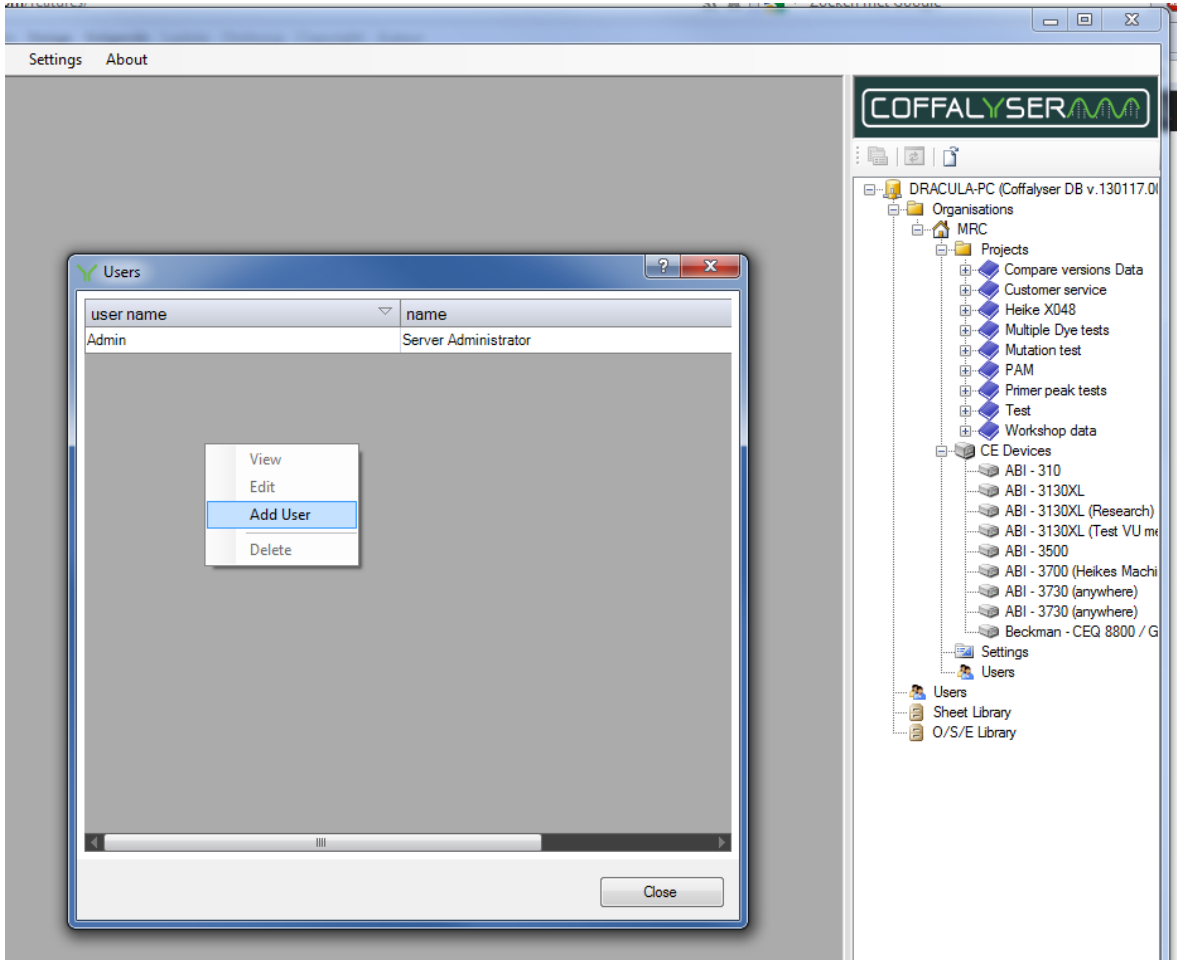 Zoeken met Google
Settings About
COFFALYSER
DRACULA-PC (Coffalyser DB v.130117.0
Organisations
MRC
Projects
Compare versions Data
Customer service
Heike X048
Multiple Dye tests
Mutation test
PAM
Primer peak tests
Test
Workshop data
CE Devices
ABI - 310
ABI - 3130XL
ABI - 3130XL (Research)
ABI - 3130XL (Test VU me
ABI - 3500
ABI - 3700 (Heikes Machi
ABI - 3730 (anywhere)
ABI - 3730 (anywhere)
Beckman - CEQ 8800 / G
Settings
Users
Users
Sheet Library
O/S/E Library
Users
user name name
Admin Server Administrator
View
Edit
Add User
Delete
Close